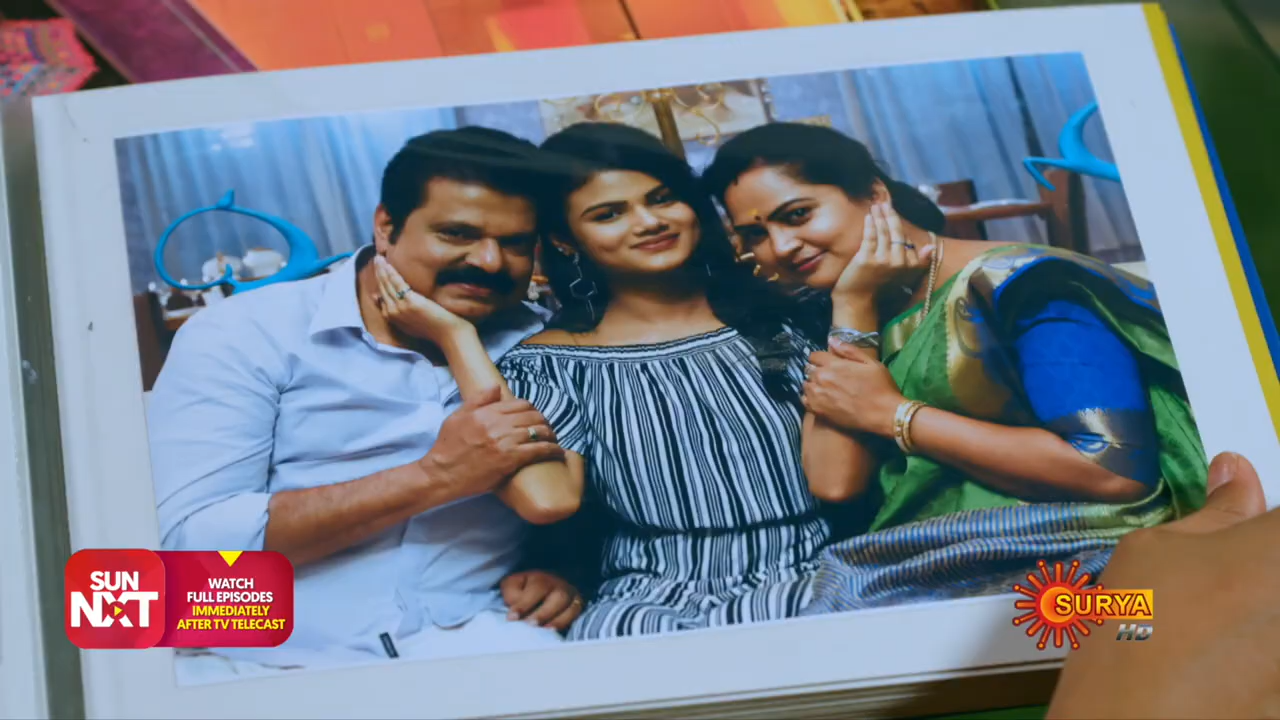 SUN
NXT
WATCH
FULL EPISODES
IMMEDIATELY
AFTER TV TELECAST
SURYA
HD